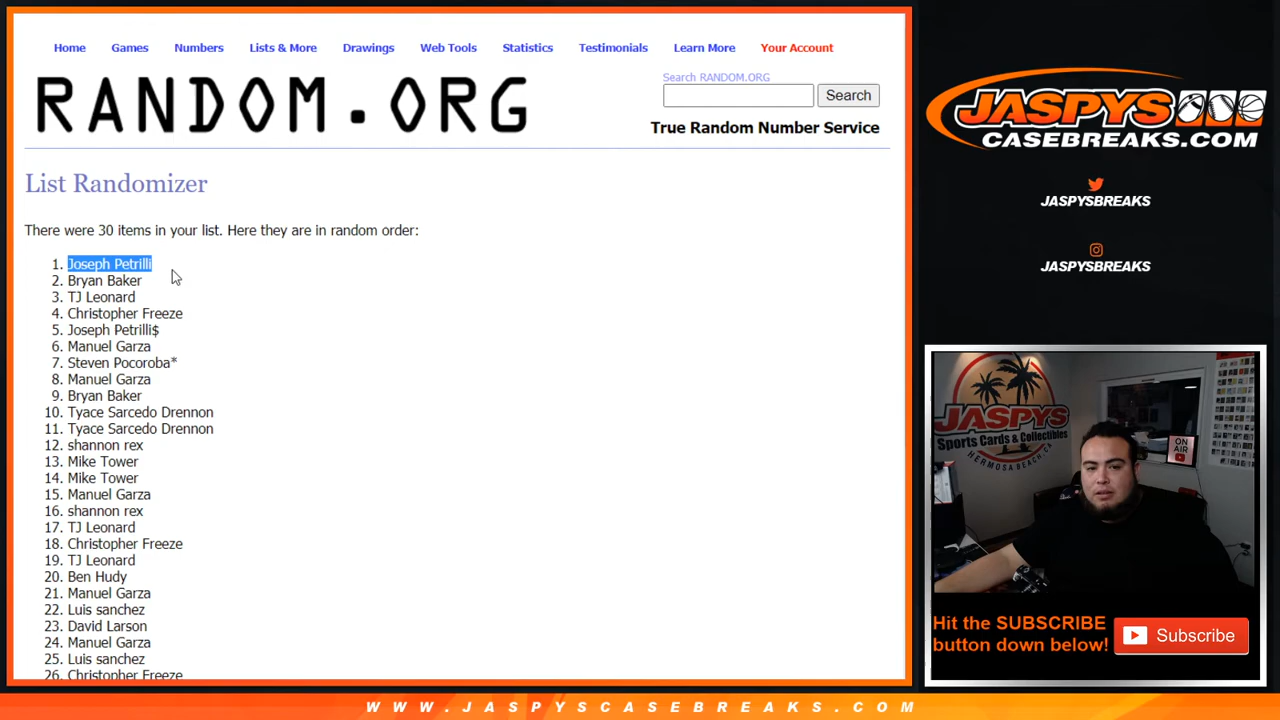 Home Games Numbers Lists & More Drawings Web Tools Statistics Testimonials Learn More Your Account
RANDOM.ORG
Search RANDOM.ORG
Search
True Random Number Service
List Randomizer
There were 30 items in your list. Here they are in random order:
1. Joseph Petrilli
2. Bryan Baker
3. TJ Leonard
4. Christopher Freeze
5. Joseph Petrilli$
6. Manuel Garza
7. Steven Pocoroba*
8. Manuel Garza
9. Bryan Baker
10. Tyace Sarcedo Drennon
11. Tyace Sarcedo Drennon
12. shannon rex
13. Mike Tower
14. Mike Tower
15. Manuel Garza
16. shannon rex
17. TJ Leonard
18. Christopher Freeze
19. TJ Leonard
20. Ben Hudy
21. Manuel Garza
22. Luis sanchez
23. David Larson
24. Manuel Garza
25. Luis sanchez
26. Christopher Freeze
JASPYS
CASEBREAKS.COM
JASPYSBREAKS
JASPYSBREAKS
JASPYS
Sports Cards & Collectibles
HERMOSA BEACH, CA
ON AIR
Hit the SUBSCRIBE
button down below!
Subscribe
WWW.JASPYSCASEBREAKS.COM